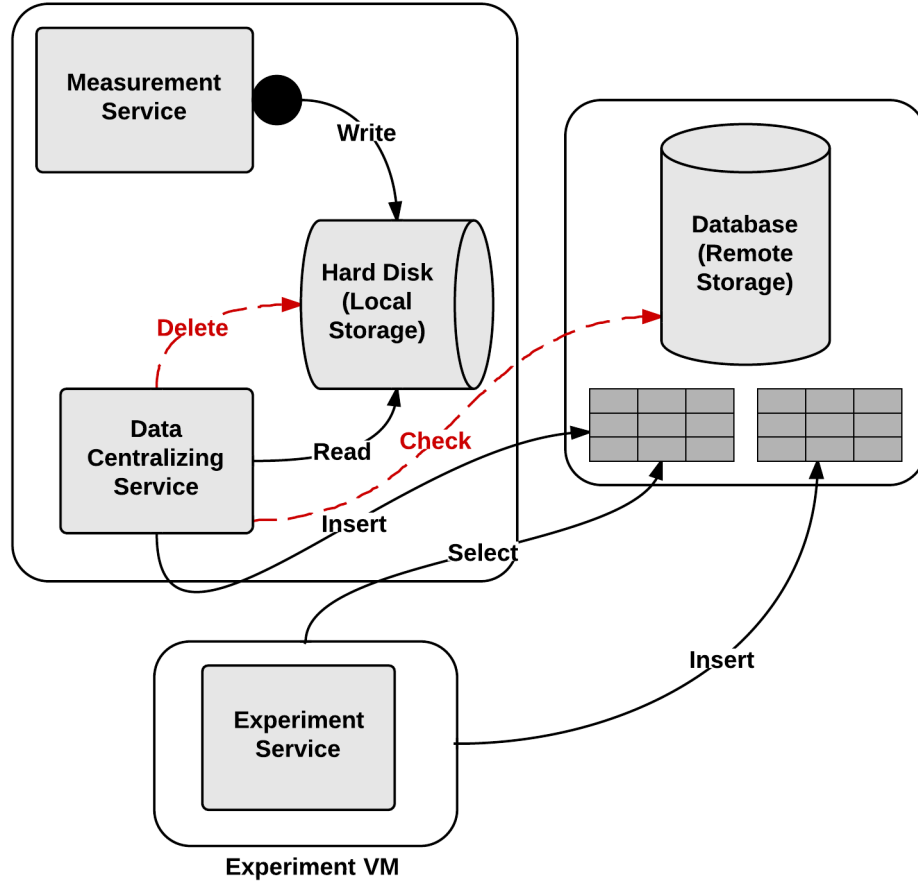 Measurement
Service
Write
Database
(Remote
Storage)
Hard Disk
(Local
Storage)
Delete
Data
Centralizing
Service
Read
Check
Insert
Select
Insert
Experiment
Service
Experiment VM